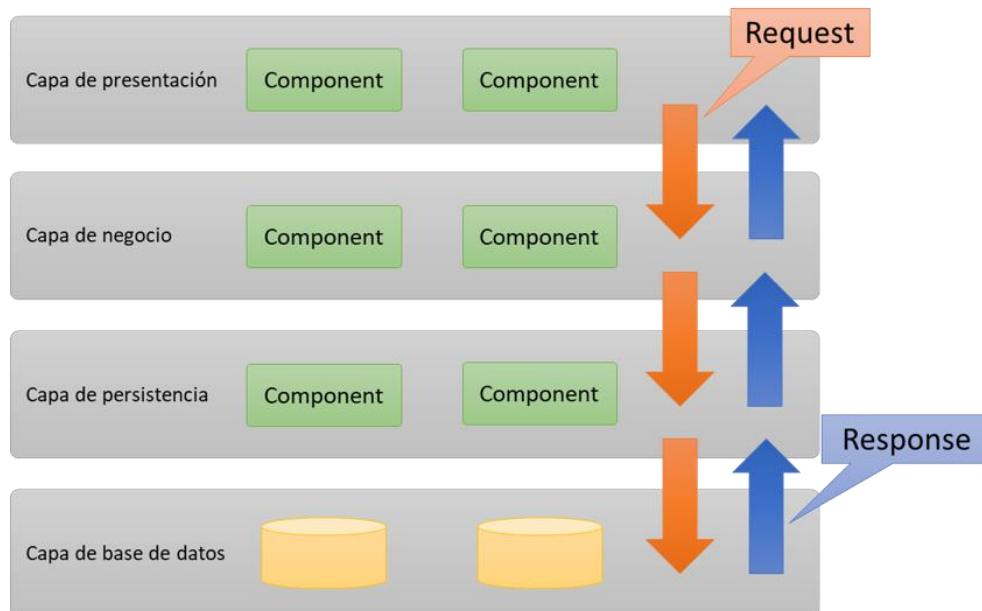 Request
Capa de presentación
Component
Component
Capa de negocio
Component
Component
Capa de persistencia
Component
Component
Response
Capa de base de datos